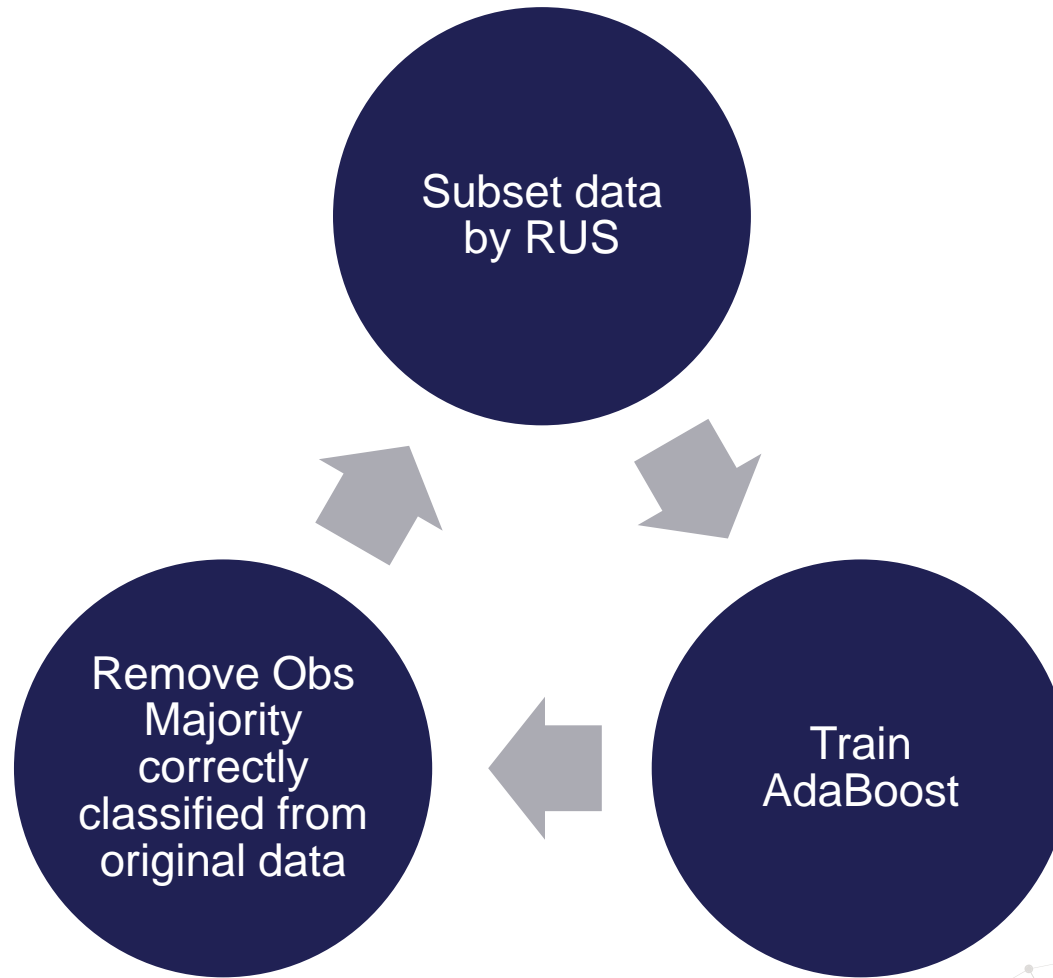 Subset data
by RUS
Remove Obs
Majority
correctly
classified from
original data
Train
AdaBoost